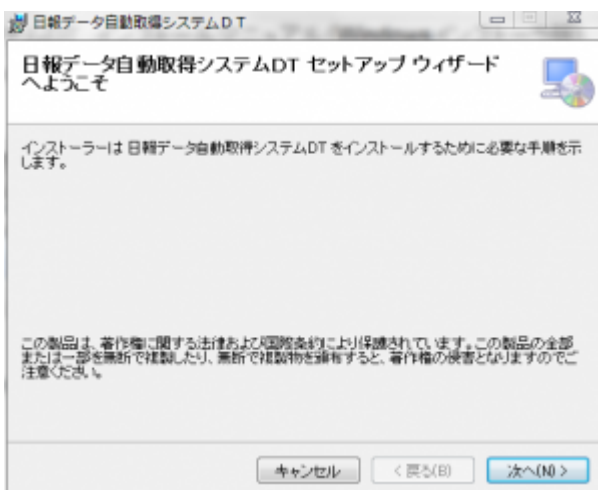 日報データ自動取得システムDT
日報データ自動取得システムDT セットアップ ウィザード
へようこそ
インストーラーは 日報データ自動取得システムDT をインストールするために必要な手順を示
します。
この製品は、著作権に関する法律および国際条約により保護されています。この製品の全部
または一部を無断で複製したり、無断で複製物を頒布すると、著作権の侵害となりますのでご
注意ください。
キャンセル
< 戻る(B)
次へ(N) >